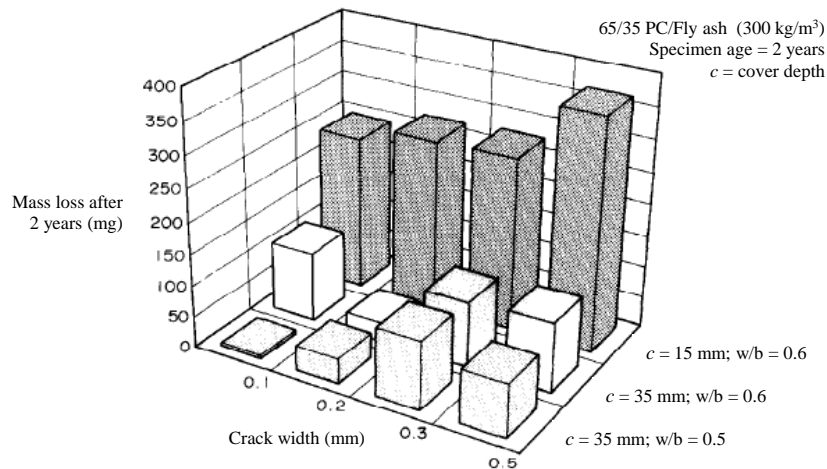 65/35 PC/Fly ash (300 kg/m³)
Specimen age = 2 years
c = cover depth
400
350
300
250
200
150
100
50
0
Mass loss after
2 years (mg)
0.1
0.2
0.3
0.5
Crack width (mm)
c = 15 mm; w/b = 0.6
c = 35 mm; w/b = 0.6
c = 35 mm; w/b = 0.5